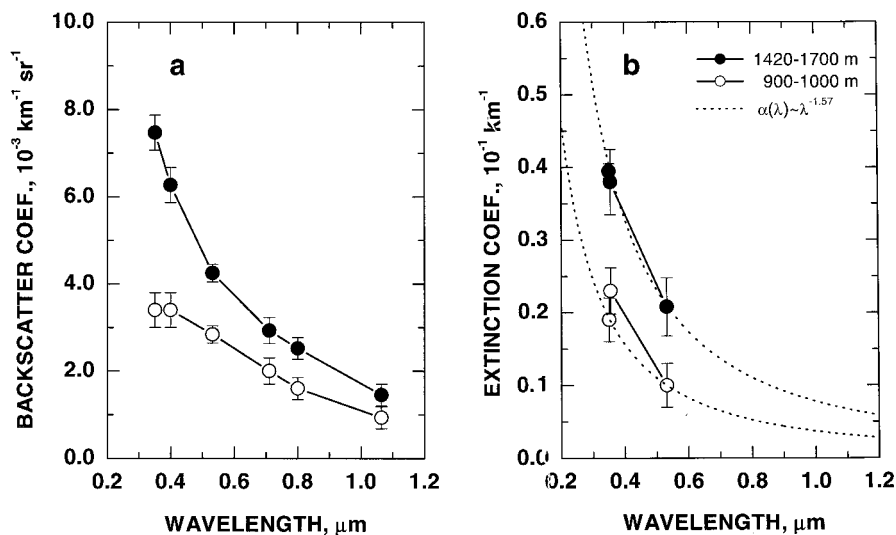 a
10.0
8.0
6.0
4.0
2.0
0.0
0.2 0.4 0.6 0.8 1.0 1.2
BACKSCATTER COEF., 10⁻³ km⁻¹ sr⁻¹
WAVELENGTH, μm
b
1420-1700 m
900-1000 m
α(λ)~λ⁻¹·⁵⁷
0.6
0.5
0.4
0.3
0.2
0.1
0.0
0.2 0.4 0.6 0.8 1.0 1.2
EXTINCTION COEF., 10⁻¹ km⁻¹
WAVELENGTH, μm